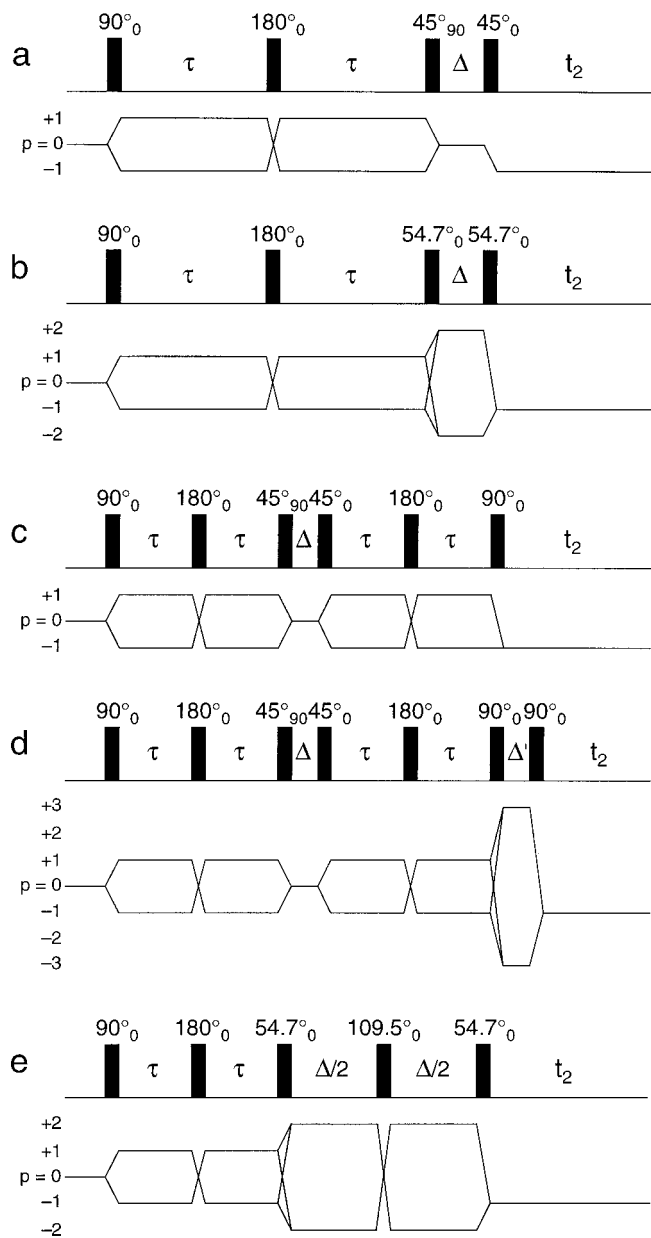 a
90°₀ 180°₀ 45°₉₀ 45°₀
τ τ Δ t₂
+1
p = 0
−1
b
90°₀ 180°₀ 54.7°₀ 54.7°₀
τ τ Δ t₂
+2
+1
p = 0
−1
−2
c
90°₀ 180°₀ 45°₉₀ 45°₀ 180°₀ 90°₀
τ τ Δ τ τ t₂
+1
p = 0
−1
d
90°₀ 180°₀ 45°₉₀ 45°₀ 180°₀ 90°₀ 90°₀
τ τ Δ τ τ Δ' t₂
+3
+2
+1
p = 0
−1
−2
−3
e
90°₀ 180°₀ 54.7°₀ 109.5°₀ 54.7°₀
τ τ Δ/2 Δ/2 t₂
+2
+1
p = 0
−1
−2